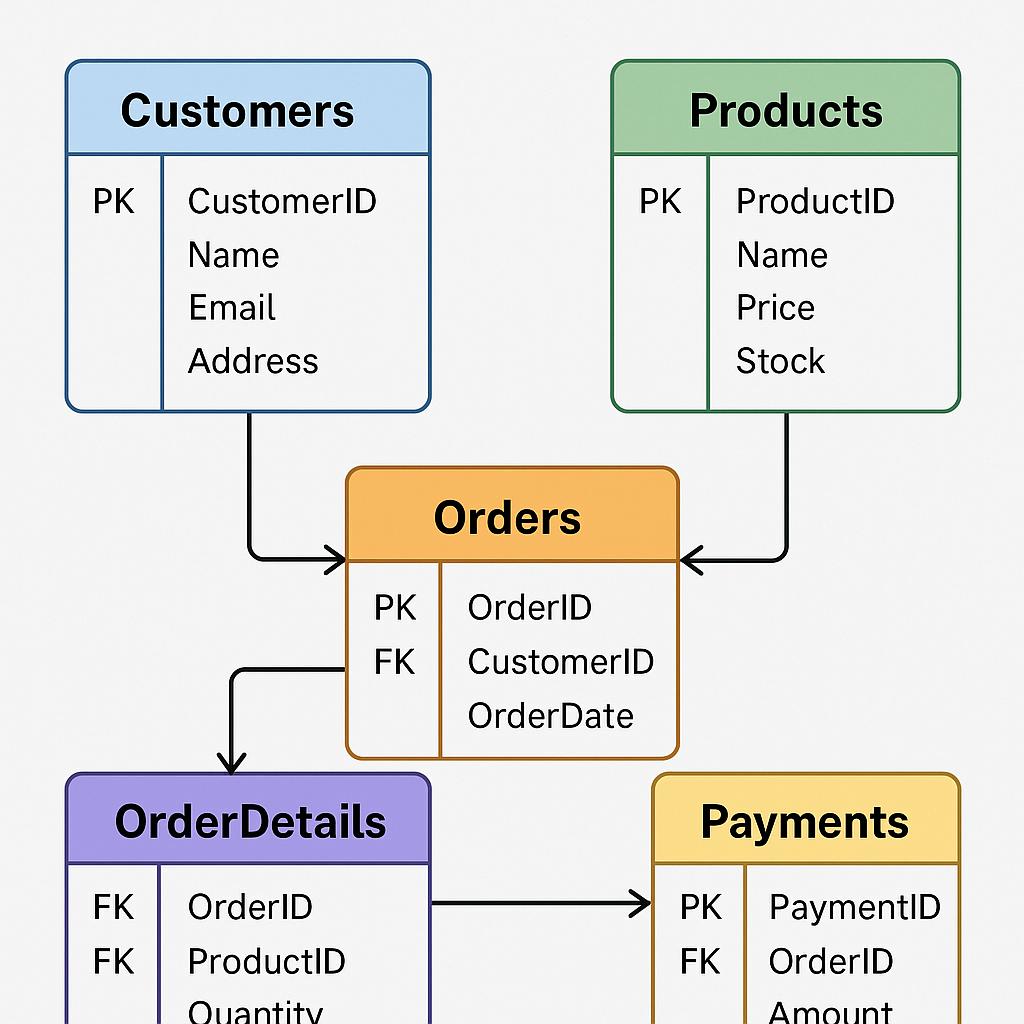 Customers
PK CustomerID
Name
Email
Address
Products
PK ProductID
Name
Price
Stock
Orders
PK OrderID
FK CustomerID
OrderDate
OrderDetails
FK OrderID
FK ProductID
Quantity
Payments
PK PaymentID
FK OrderID
Amount